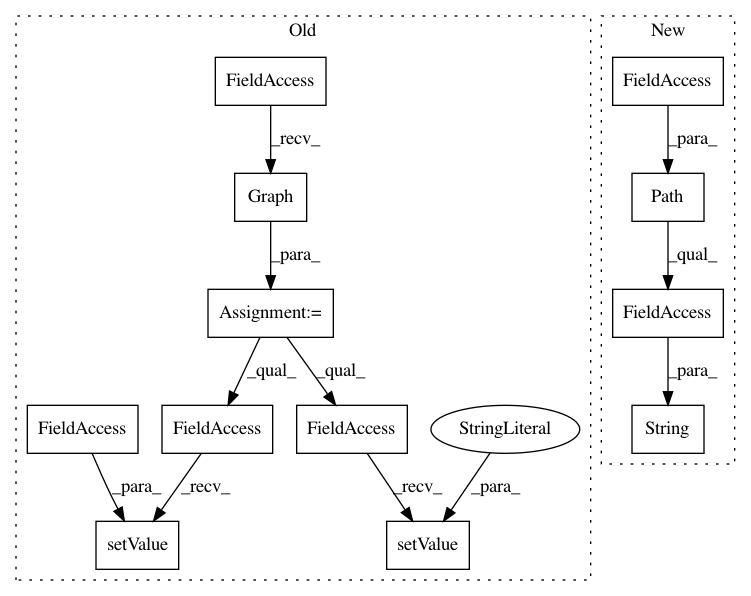 Old
New
FieldAccess
FieldAccess
_recv_
_para_
Graph
Path
_para_
_qual_
Assignment:=
FieldAccess
_qual_
_qual_
_para_
FieldAccess
FieldAccess
FieldAccess
StringLiteral
String
_para_
_recv_
_recv_
_para_
setValue
setValue